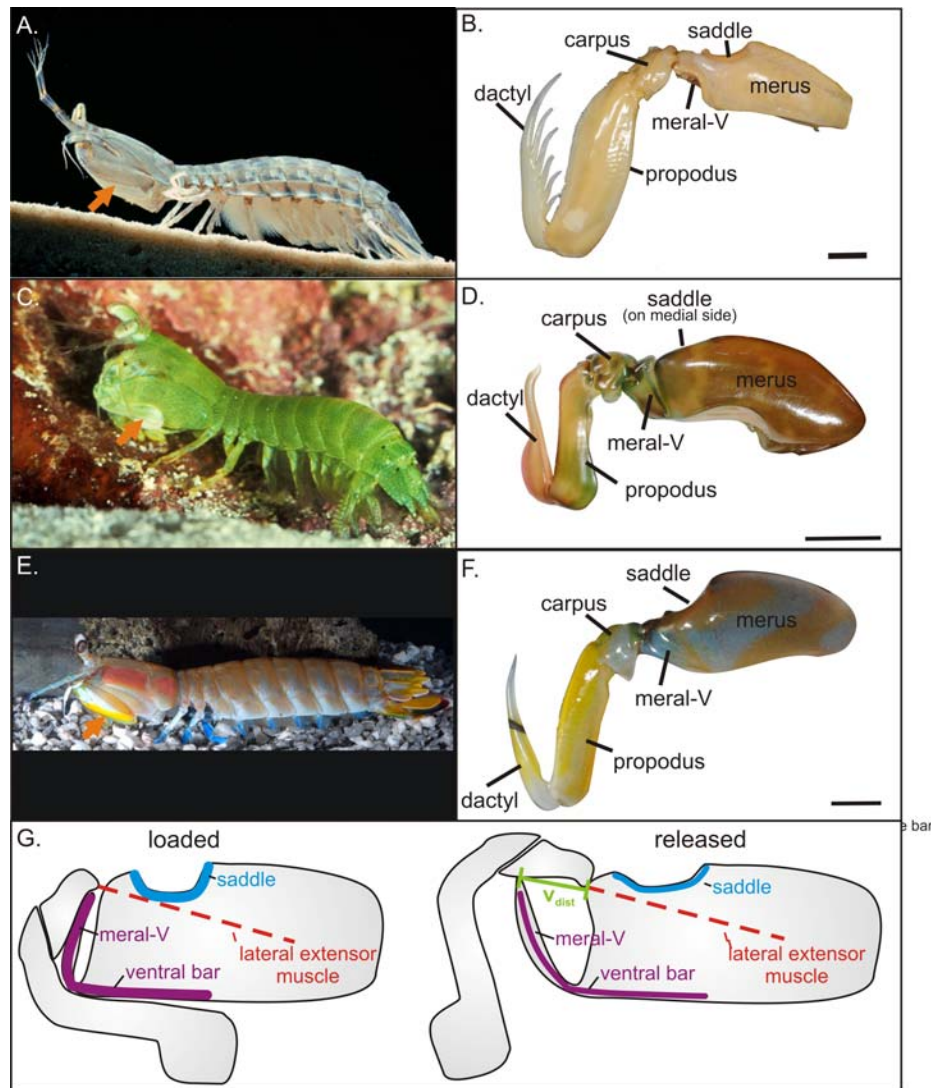 A.
B.
saddle
carpus
merus
dactyl
meral-V
propodus
C.
D.
saddle
(on medial side)
carpus
dactyl
merus
meral-V
propodus
E.
F.
saddle
carpus
merus
meral-V
propodus
dactyl
e bar
G.
loaded
saddle
meral-V
lateral extensor
muscle
ventral bar
released
saddle
Vdist
meral-V
lateral extensor
muscle
ventral bar